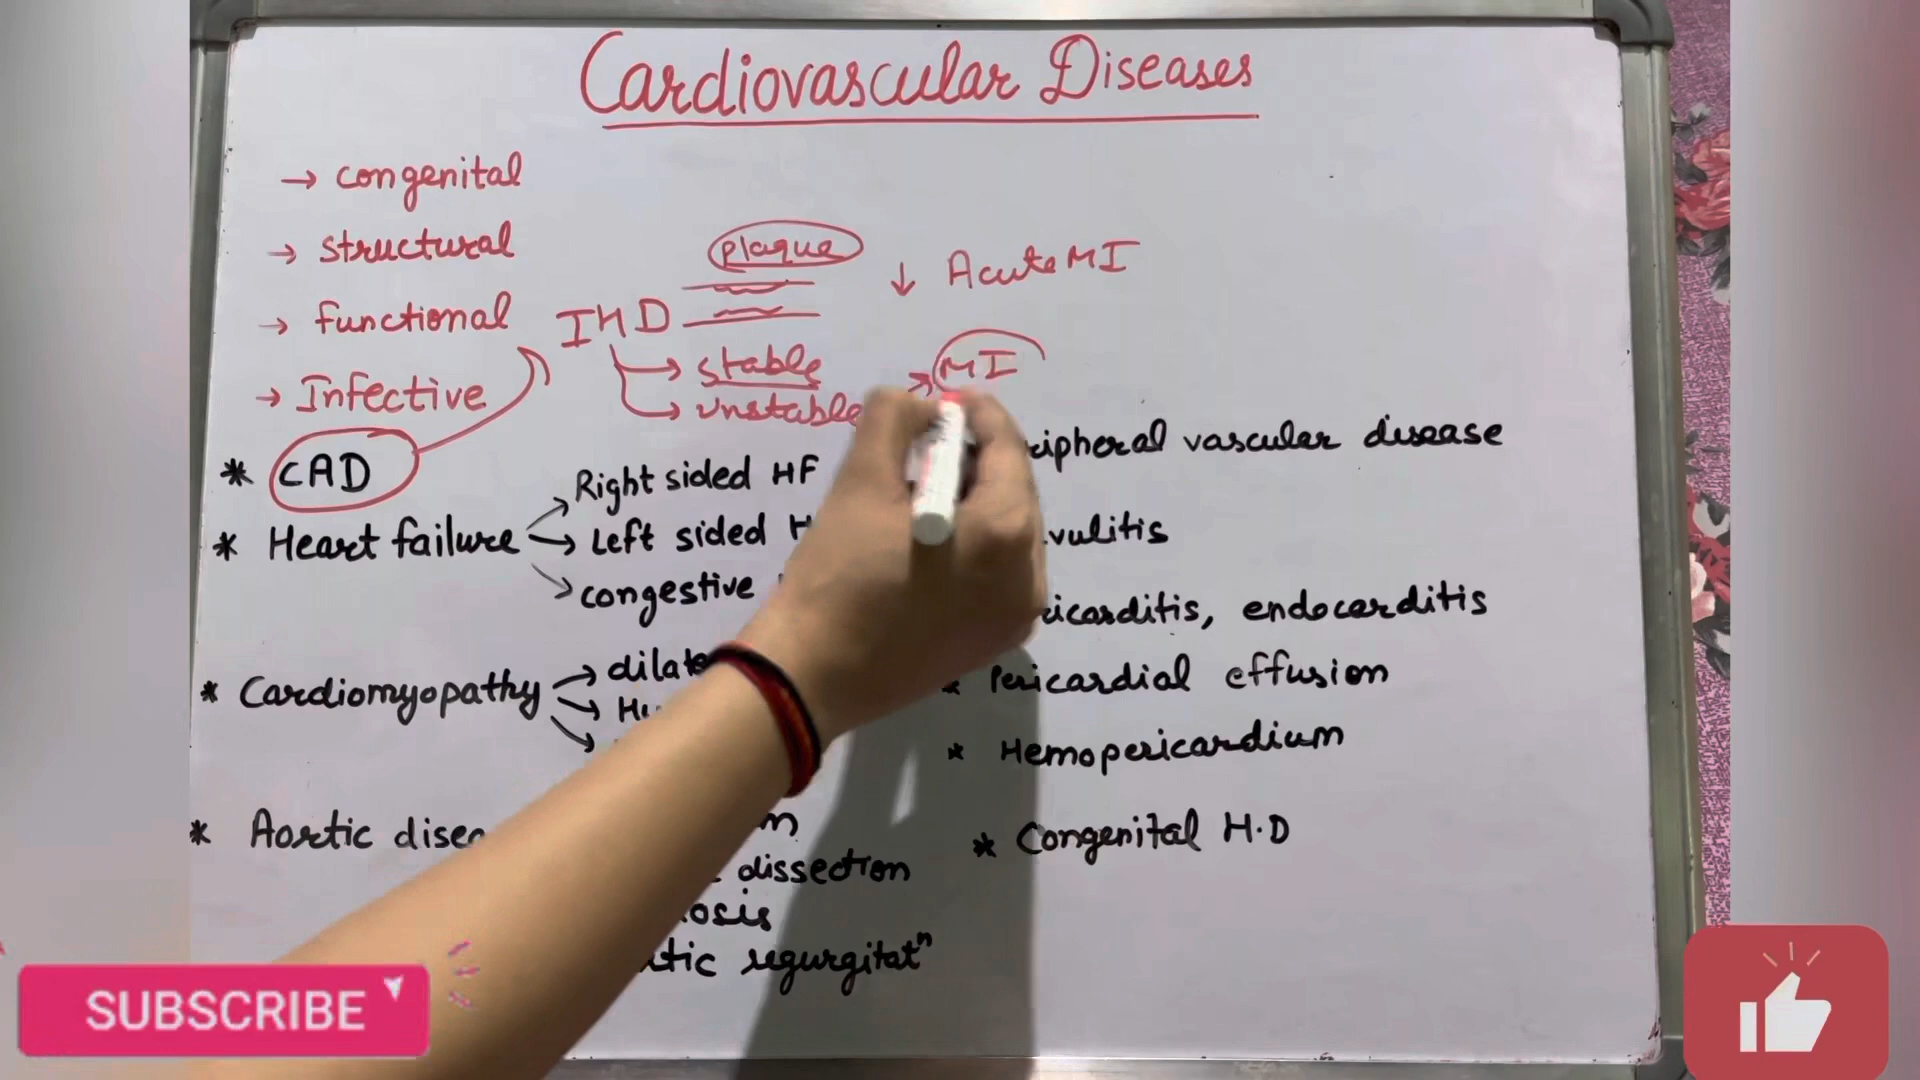 Cardiovascular Diseases
→ congenital
→ structural
→ functional
→ Infective
plaque
IHD
→ stable
→ unstable
↓ Acute MI
→ MI
* CAD
* Heart failure
→ Right sided HF
→ Left sided
→ congestive
* Cardiomyopathy
* Aortic
dissection
regurgitatⁿ
vascular disease
endocarditis
* Pericardial effusion
* Hemopericardium
* Congenital H.D
SUBSCRIBE